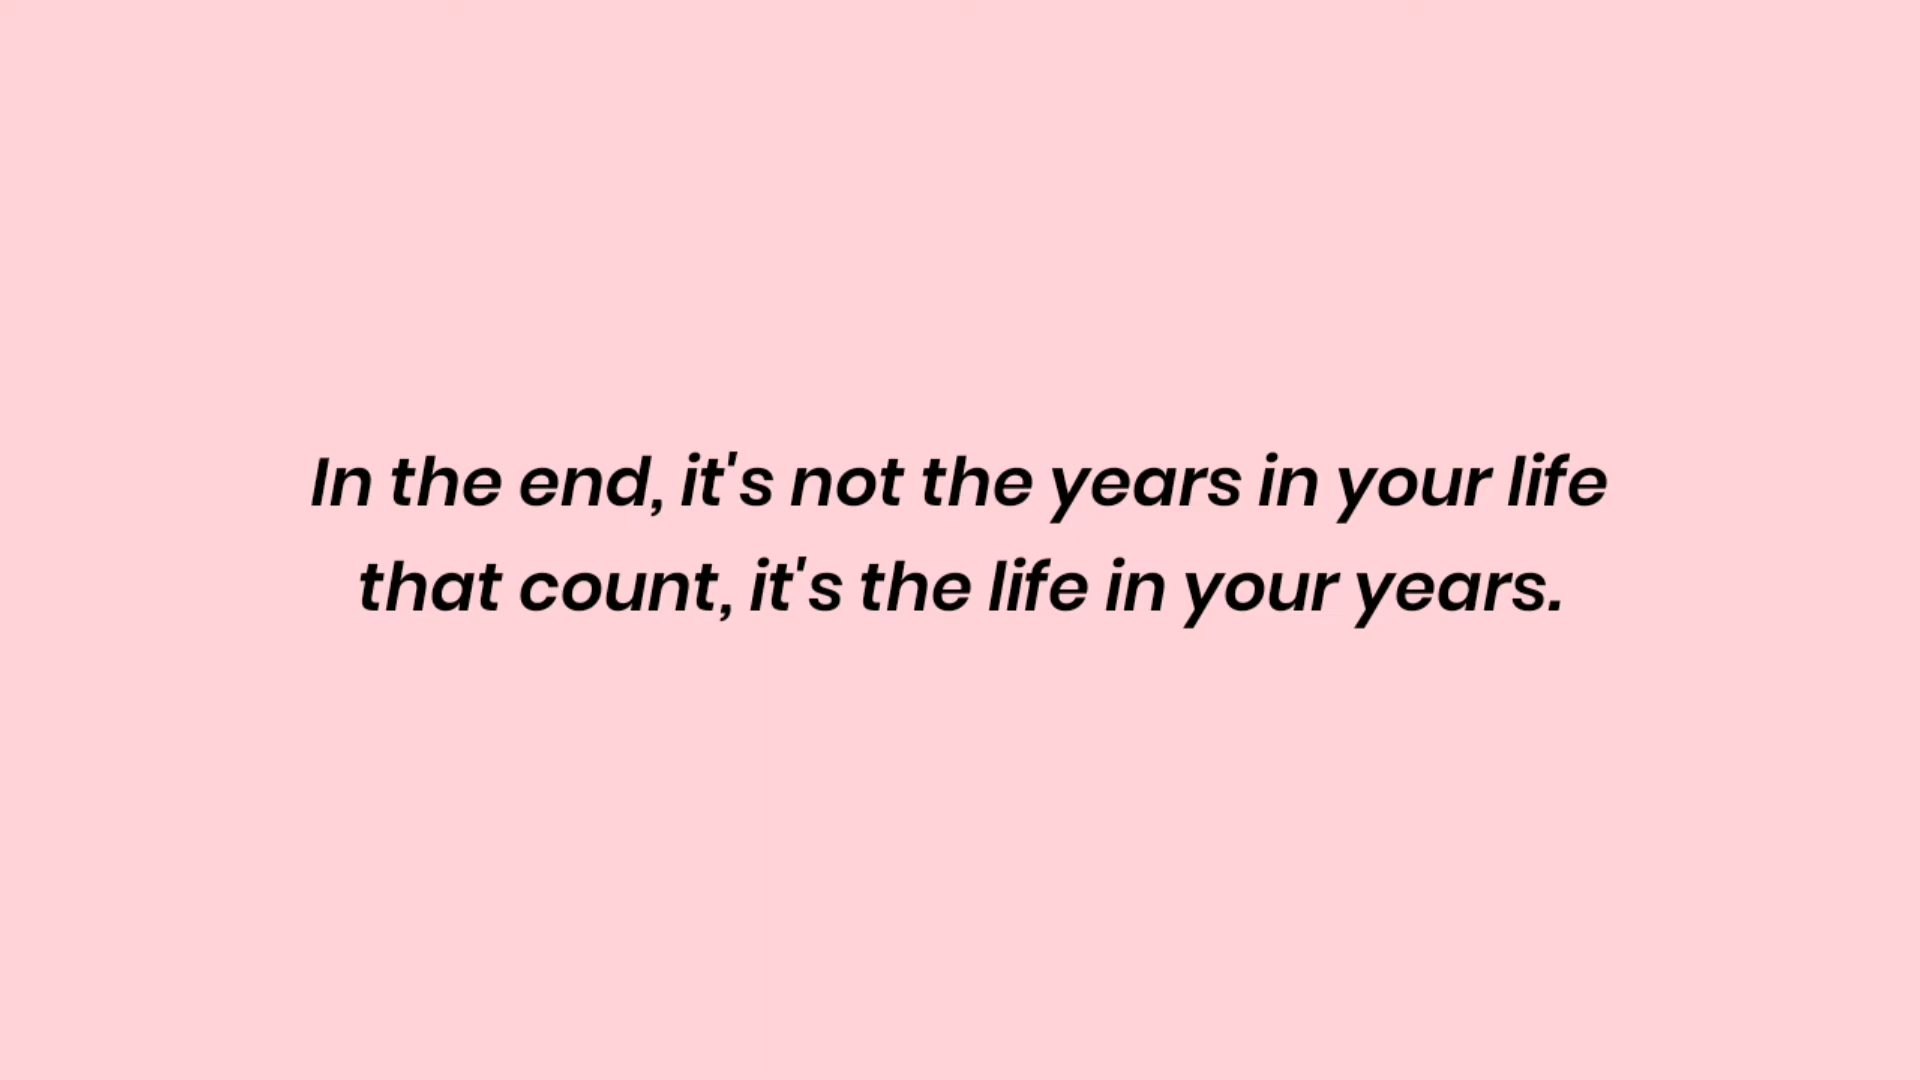 In the end, it's not the years in your life
that count, it's the life in your years.